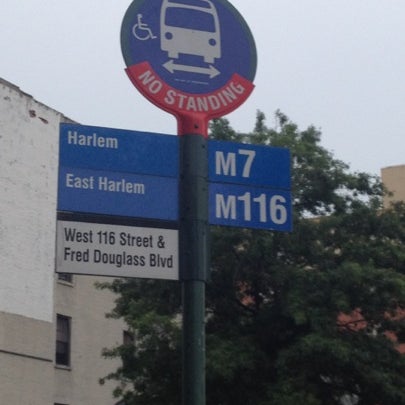 NO STANDING
Harlem
M7
East Harlem
M116
West 116 Street &
Fred Douglass Blvd